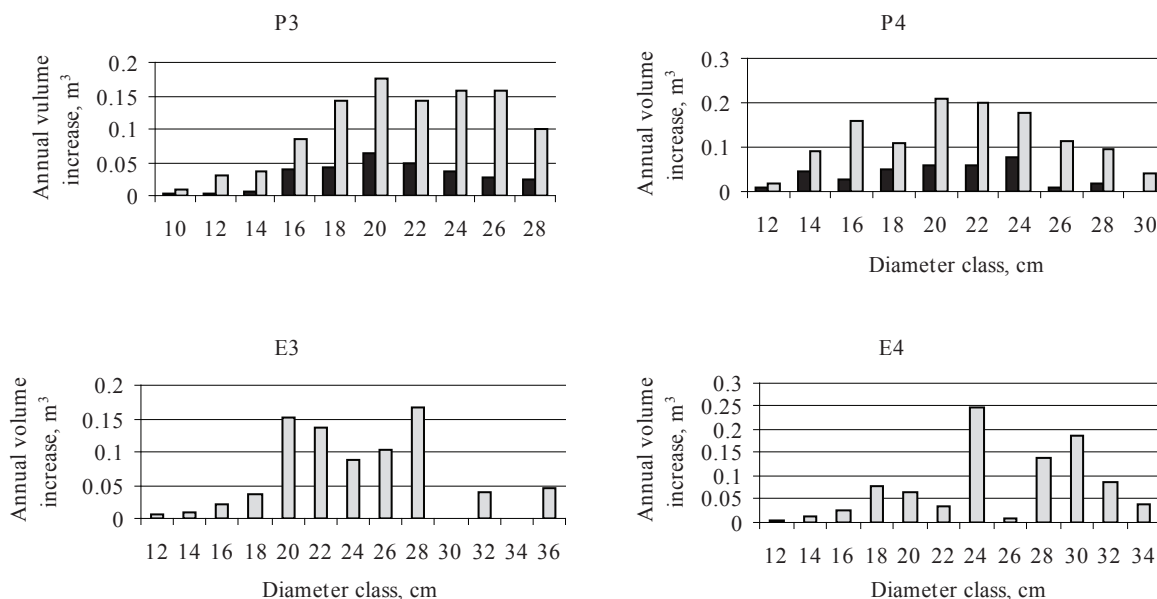 P3
Annual vulume
increase, m³
0.2
0.15
0.1
0.05
0
10 12 14 16 18 20 22 24 26 28
P4
Annual volume
increase, m³
0.3
0.2
0.1
0
12 14 16 18 20 22 24 26 28 30
Diameter class, cm
E3
Annual volume
increase, m³
0.2
0.15
0.1
0.05
0
12 14 16 18 20 22 24 26 28 30 32 34 36
Diameter class, cm
E4
Annual volume
increase, m³
0.3
0.25
0.2
0.15
0.1
0.05
0
12 14 16 18 20 22 24 26 28 30 32 34
Diameter class, cm